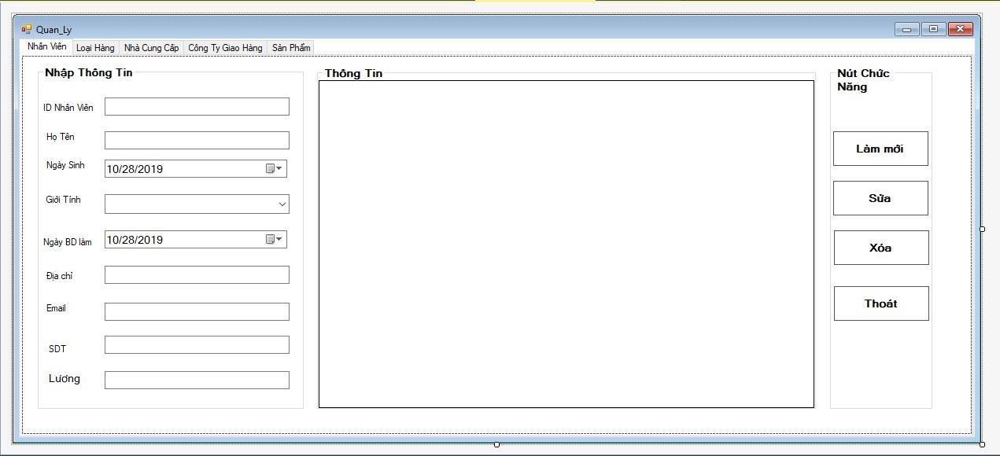 Quan_Ly
Nhân Viên Loại Hàng Nhà Cung Cấp Công Ty Giao Hàng Sản Phẩm
Nhập Thông Tin
ID Nhân Viên
Họ Tên
Ngày Sinh 10/28/2019
Giới Tính
Ngày BD làm 10/28/2019
Địa chỉ
Email
SDT
Lương
Thông Tin
Nút Chức
Năng
Làm mới
Sửa
Xóa
Thoát